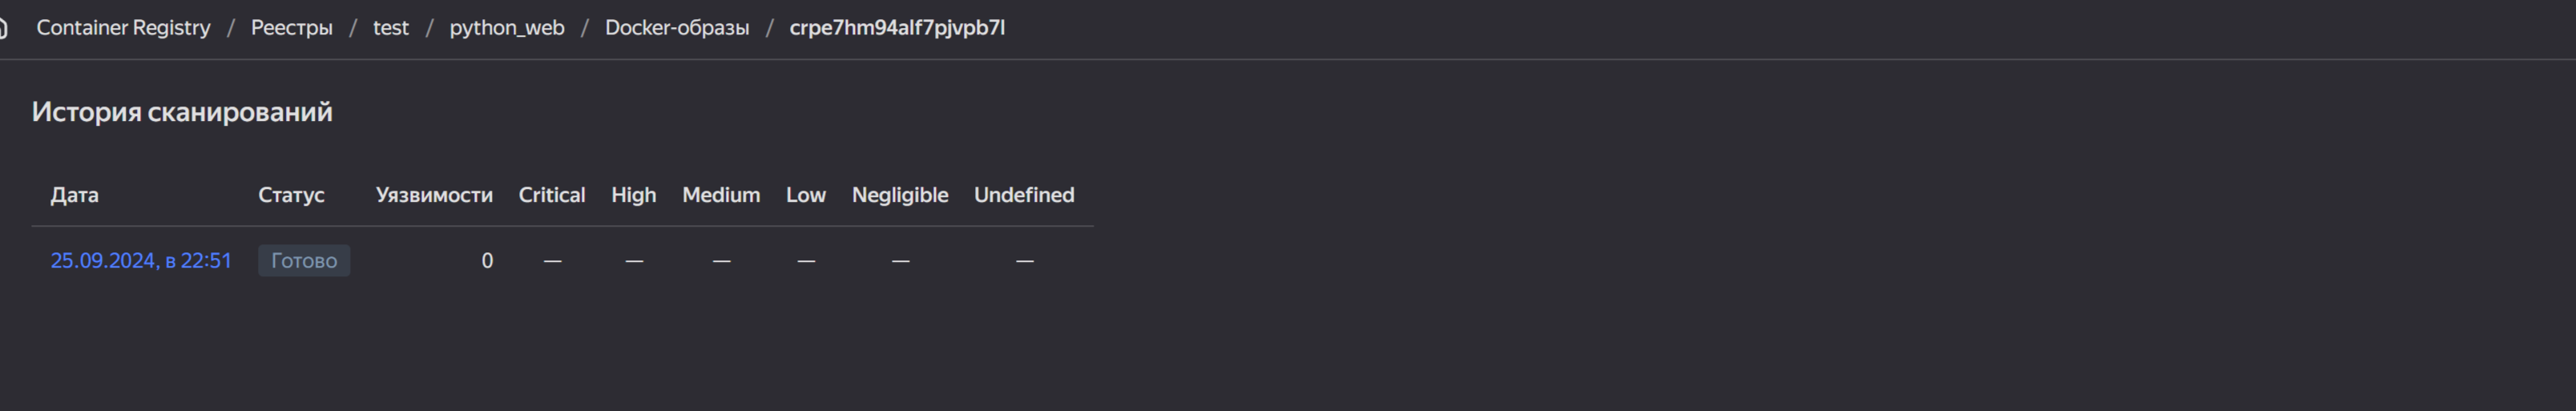 Container Registry / Реестры / test / python_web / Docker-образы / crpe7hm94alf7pjvpb7l
История сканирований
Дата Статус Уязвимости Critical High Medium Low Negligible Undefined
25.09.2024, в 22:51 Готово 0 — — — — — —